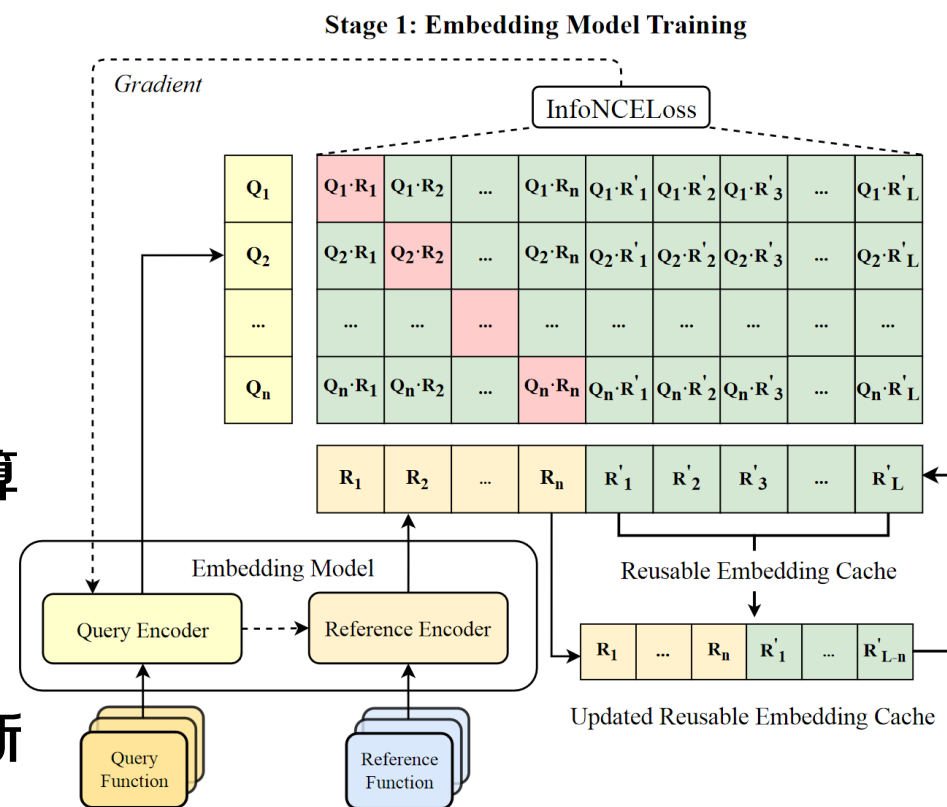 Stage 1: Embedding Model Training
Gradient
InfoNCELoss
Q1 Q1·R1 Q1·R2 ... Q1·Rn Q1·R'1 Q1·R'2 Q1·R'3 ... Q1·R'L
Q2 Q2·R1 Q2·R2 ... Q2·Rn Q2·R'1 Q2·R'2 Q2·R'3 ... Q2·R'L
... ... ... ... ... ... ... ... ... ...
Qn Qn·R1 Qn·R2 ... Qn·Rn Qn·R'1 Qn·R'2 Qn·R'3 ... Qn·R'L
算
R1 R2 ... Rn R'1 R'2 R'3 ... R'L
Embedding Model
Reusable Embedding Cache
Query Encoder
Reference Encoder
R1 ... Rn R'1 ... R'L-n
Updated Reusable Embedding Cache
新
Query
Function
Reference
Function